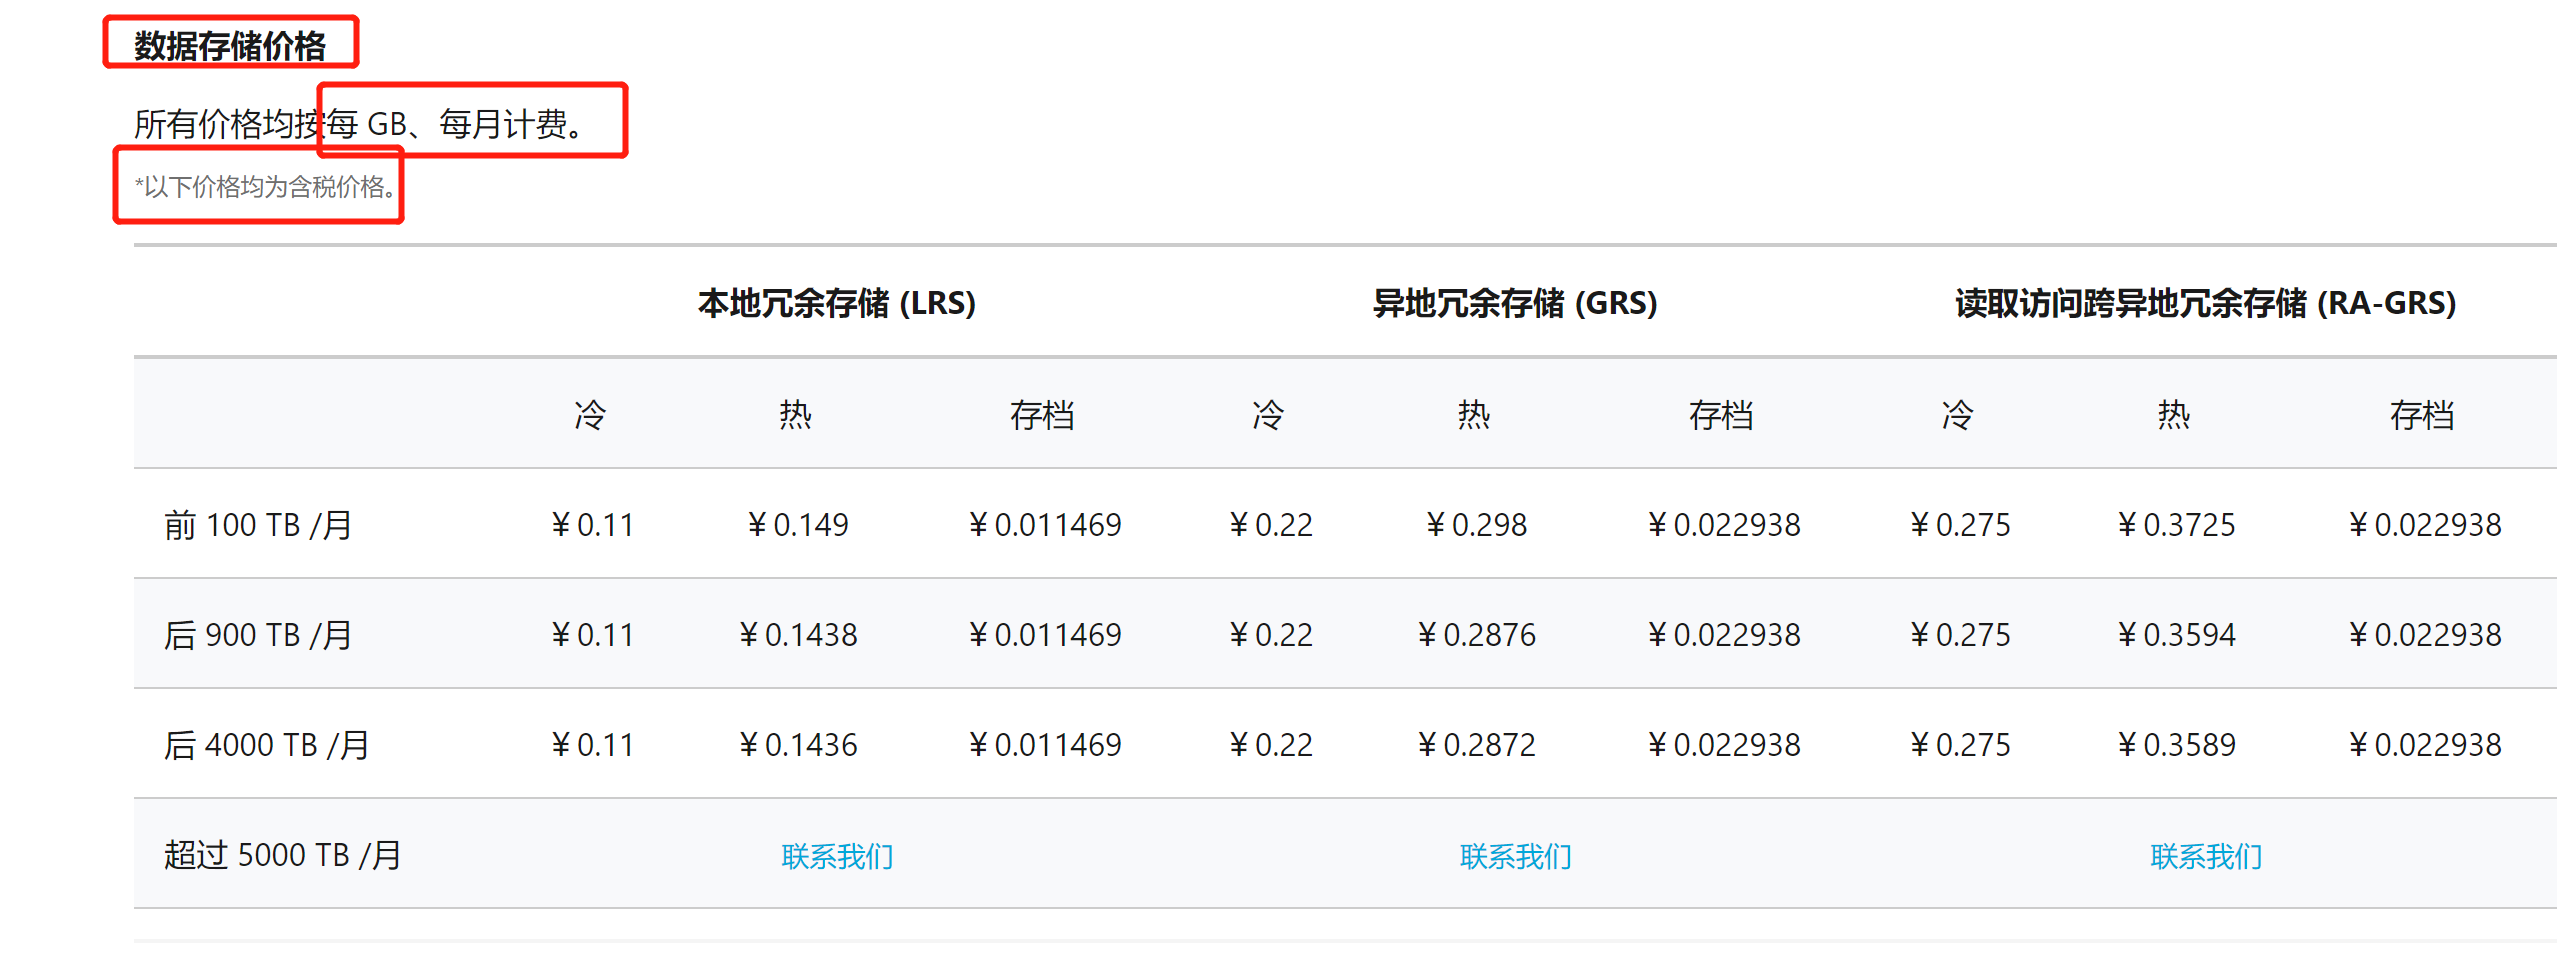 数据存储价格
所有价格均按每 GB、每月计费。
*以下价格均为含税价格。
本地冗余存储 (LRS) 异地冗余存储 (GRS) 读取访问跨异地冗余存储 (RA-GRS)
冷 热 存档 冷 热 存档 冷 热 存档
前 100 TB /月 ¥0.11 ¥0.149 ¥0.011469 ¥0.22 ¥0.298 ¥0.022938 ¥0.275 ¥0.3725 ¥0.022938
后 900 TB /月 ¥0.11 ¥0.1438 ¥0.011469 ¥0.22 ¥0.2876 ¥0.022938 ¥0.275 ¥0.3594 ¥0.022938
后 4000 TB /月 ¥0.11 ¥0.1436 ¥0.011469 ¥0.22 ¥0.2872 ¥0.022938 ¥0.275 ¥0.3589 ¥0.022938
超过 5000 TB /月 联系我们 联系我们 联系我们